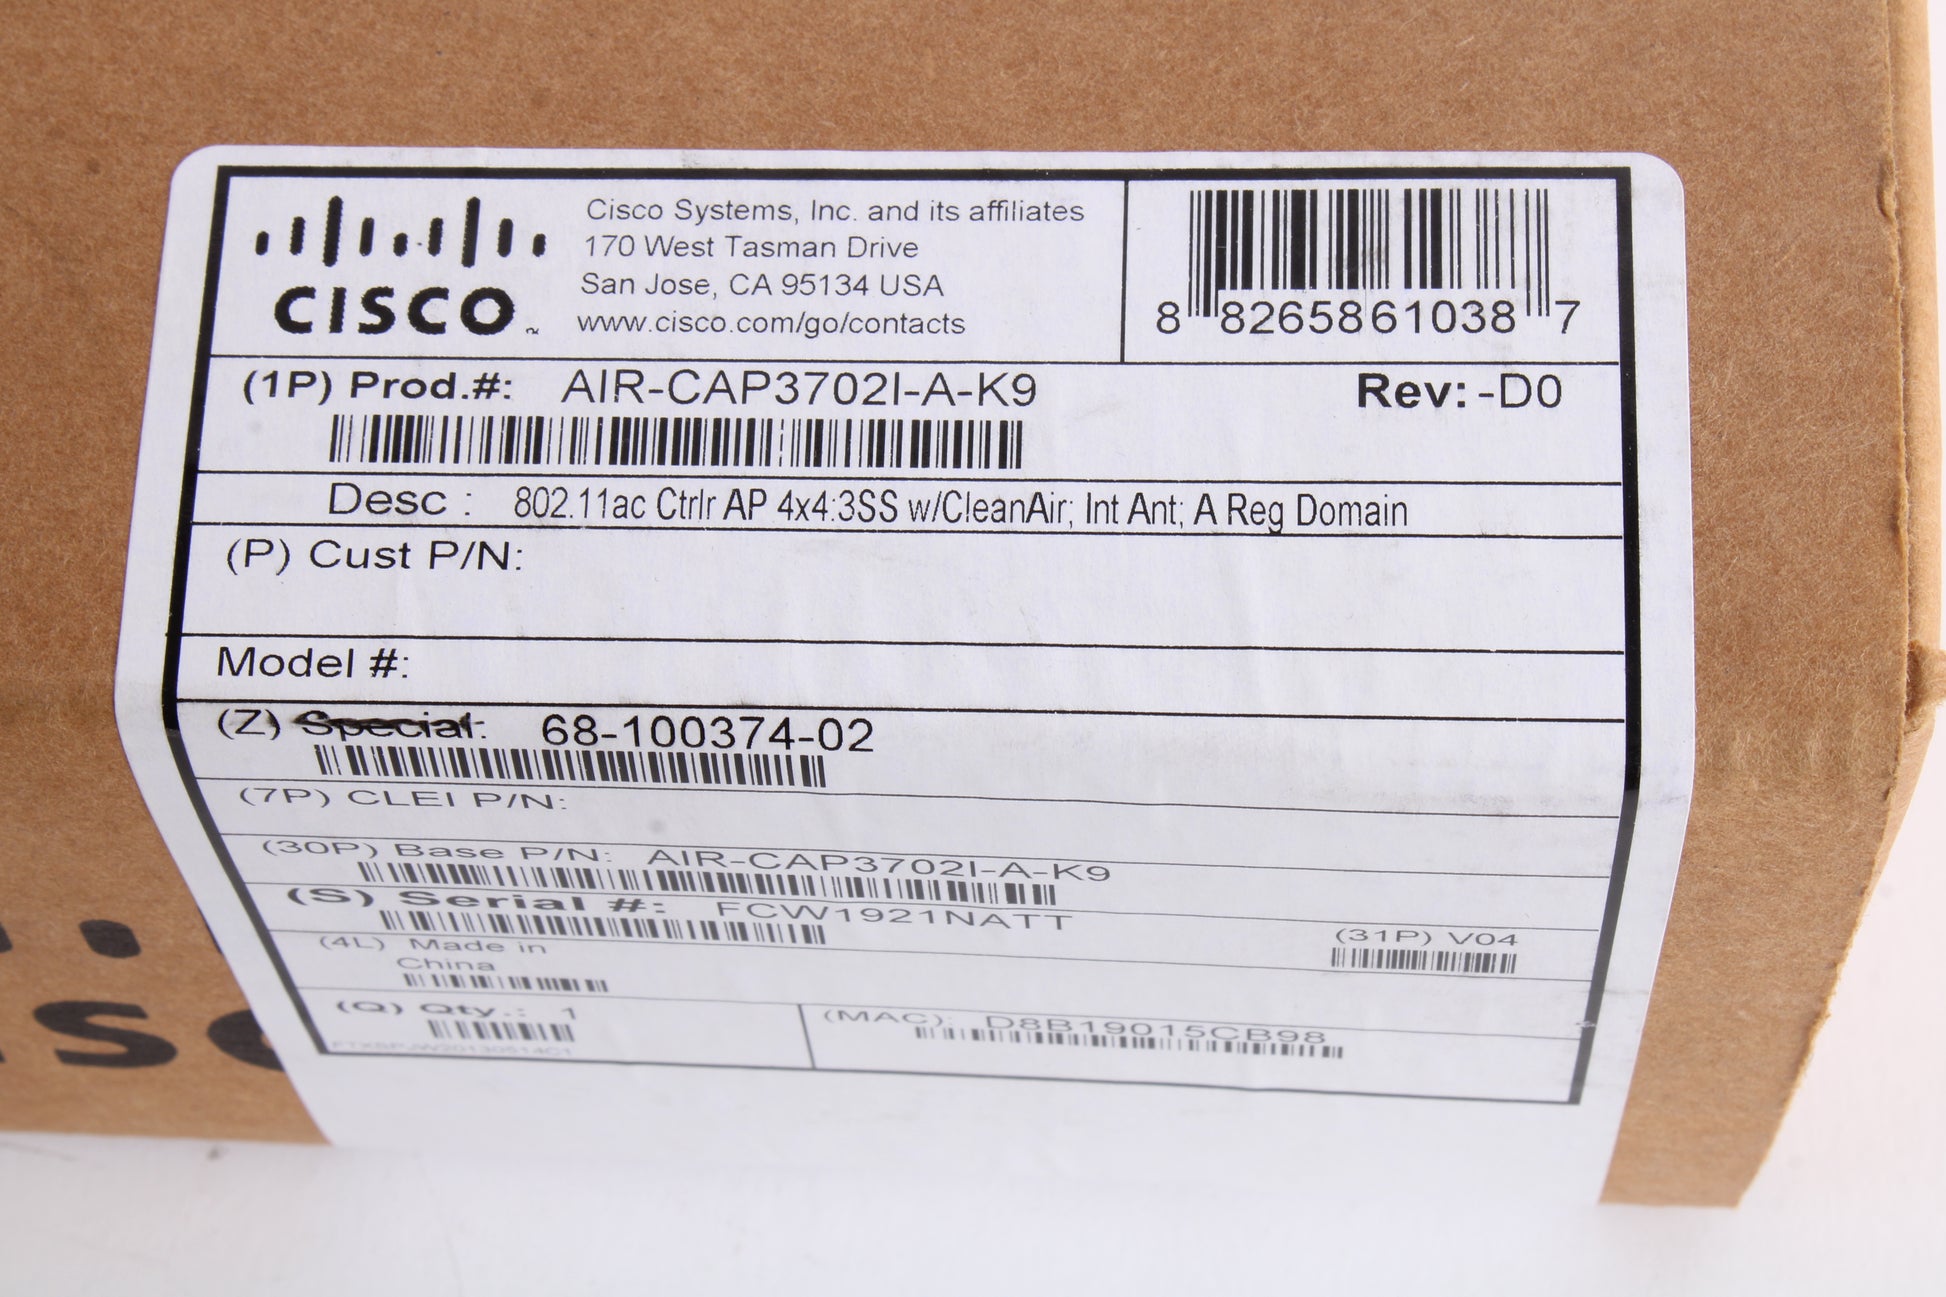 CISCO™
Cisco Systems, Inc. and its affiliates
170 West Tasman Drive
San Jose, CA 95134 USA
www.cisco.com/go/contacts
8 8265861038 7
(1P) Prod.#: AIR-CAP3702I-A-K9 Rev: -D0
Desc : 802.11ac Ctrlr AP 4x4:3SS w/CleanAir; Int Ant; A Reg Domain
(P) Cust P/N:
Model #:
(Z) Special: 68-100374-02
(7P) CLEI P/N:
(30P) Base P/N: AIR-CAP3702I-A-K9
(S) Serial #: FCW1921NATT
(31P) V04
(4L) Made in
China
(Q) Qty.: 1
(MAC): D8B19015CB98